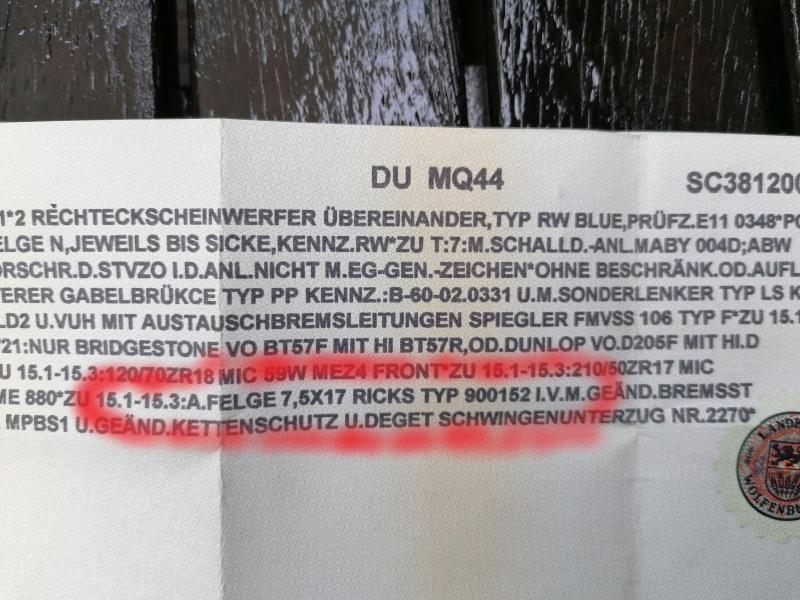 DU MQ44
SC381200
1*2 RECHTECKSCHEINWERFER ÜBEREINANDER,TYP RW BLUE,PRÜFZ.E11 0348*PO
ELGE N,JEWEILS BIS SICKE,KENNZ.RW*ZU T:7:M.SCHALLD.-ANL.MABY 004D;ABW
ORSCHR.D.STVZO I.D.ANL.NICHT M.EG-GEN.-ZEICHEN*OHNE BESCHRÄNK.OD.AUFL
TERER GABELBRÜKCE TYP PP KENNZ.:B-60-02.0331 U.M.SONDERLENKER TYP LS K
LD2 U.VUH MIT AUSTAUSCHBREMSLEITUNGEN SPIEGLER FMVSS 106 TYP F*ZU 15.1
/21:NUR BRIDGESTONE VO BT57F MIT HI BT57R,OD.DUNLOP VO.D205F MIT HI.D
U 15.1-15.3:120/70ZR18 MIC 59W MEZ4 FRONT*ZU 15.1-15.3:210/50ZR17 MIC
ME 880*ZU 15.1-15.3:A.FELGE 7,5X17 RICKS TYP 900152 I.V.M.GEÄND.BREMSST
MPBS1 U.GEÄND.KETTENSCHUTZ U.DEGET SCHWINGENUNTERZUG NR.2270*
LANDK
WOLFENBÜ